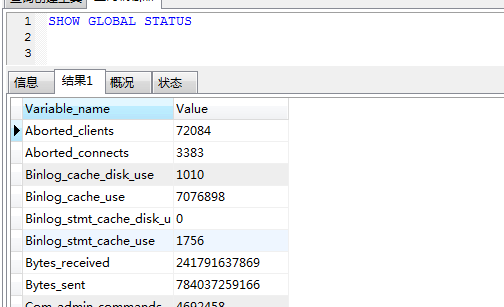 1 SHOW GLOBAL STATUS
2
3
信息 结果1 概况 状态
Variable_name Value
Aborted_clients 72084
Aborted_connects 3383
Binlog_cache_disk_use 1010
Binlog_cache_use 7076898
Binlog_stmt_cache_disk_u 0
Binlog_stmt_cache_use 1756
Bytes_received 241791637869
Bytes_sent 784037259166
Com_admin_commands 4692458